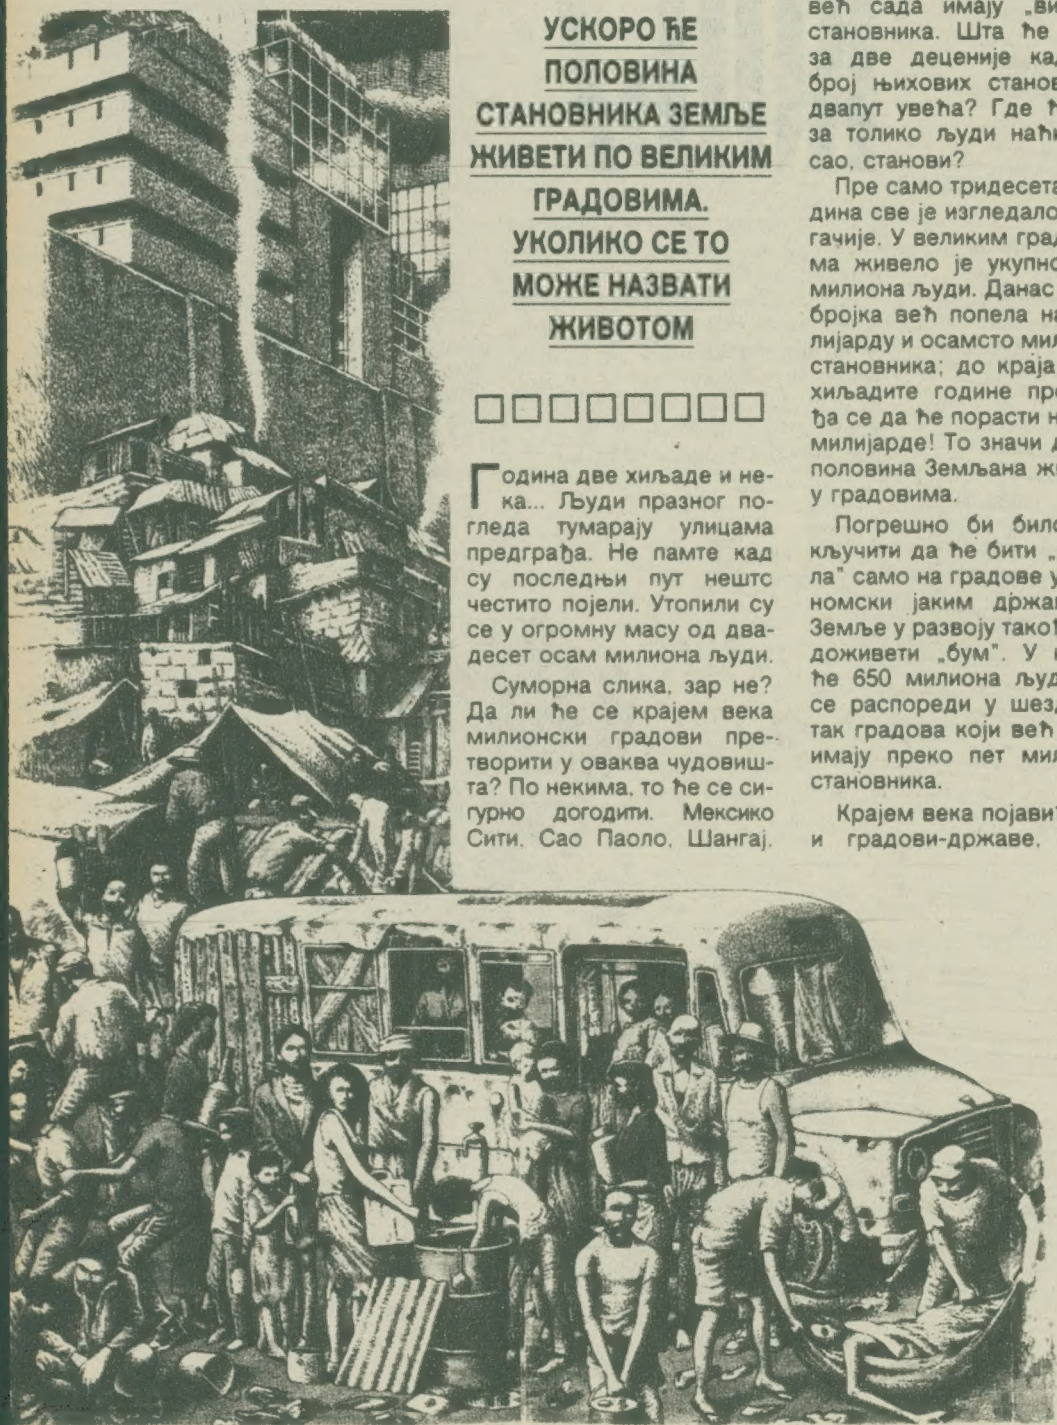 УСКОРО ЋЕ
ПОЛОВИНА
СТАНОВНИКА ЗЕМЉЕ
ЖИВЕТИ ПО ВЕЛИКИМ
ГРАДОВИМА.
УКОЛИКО СЕ ТО
МОЖЕ НАЗВАТИ
ЖИВОТОМ
Година две хиљаде и не-
ка... Људи празног по-
гледа тумарају улицама
предграђа. Не памте кад
су последњи пут нешто
честито појели. Утопили су
се у огромну масу од два-
десет осам милиона људи.
Суморна слика, зар не?
Да ли ће се крајем века
милионски градови пре-
творити у оваква чудовиш-
та? По некима, то ће се си-
гурно догодити. Мексико
Сити, Сао Паоло, Шангај,
већ сада имају „ви
становника. Шта ће
за две деценије ка
број њихових станов
двапут увећа? Где
за толико људи наћ
сао, станови?
Пре само тридесет
дина све је изгледало
гачије. У великим град
ма живело је укупно
милиона људи. Данас
бројка већ попела на
лијарду и осамсто мил
становника; до краја
хиљадите године пре
ђа се да ће порасти н
милијарде! То значи д
половина Земљана жи
у градовима.
Погрешно би било
кључити да ће бити „
ла" само на градове у
номски јаким држав
Земље у развоју тако
доживети „бум". У
ће 650 милиона људ
се распореди у шезд
так градова који већ
имају преко пет мил
становника.
Крајем века појави
и градови-државе,